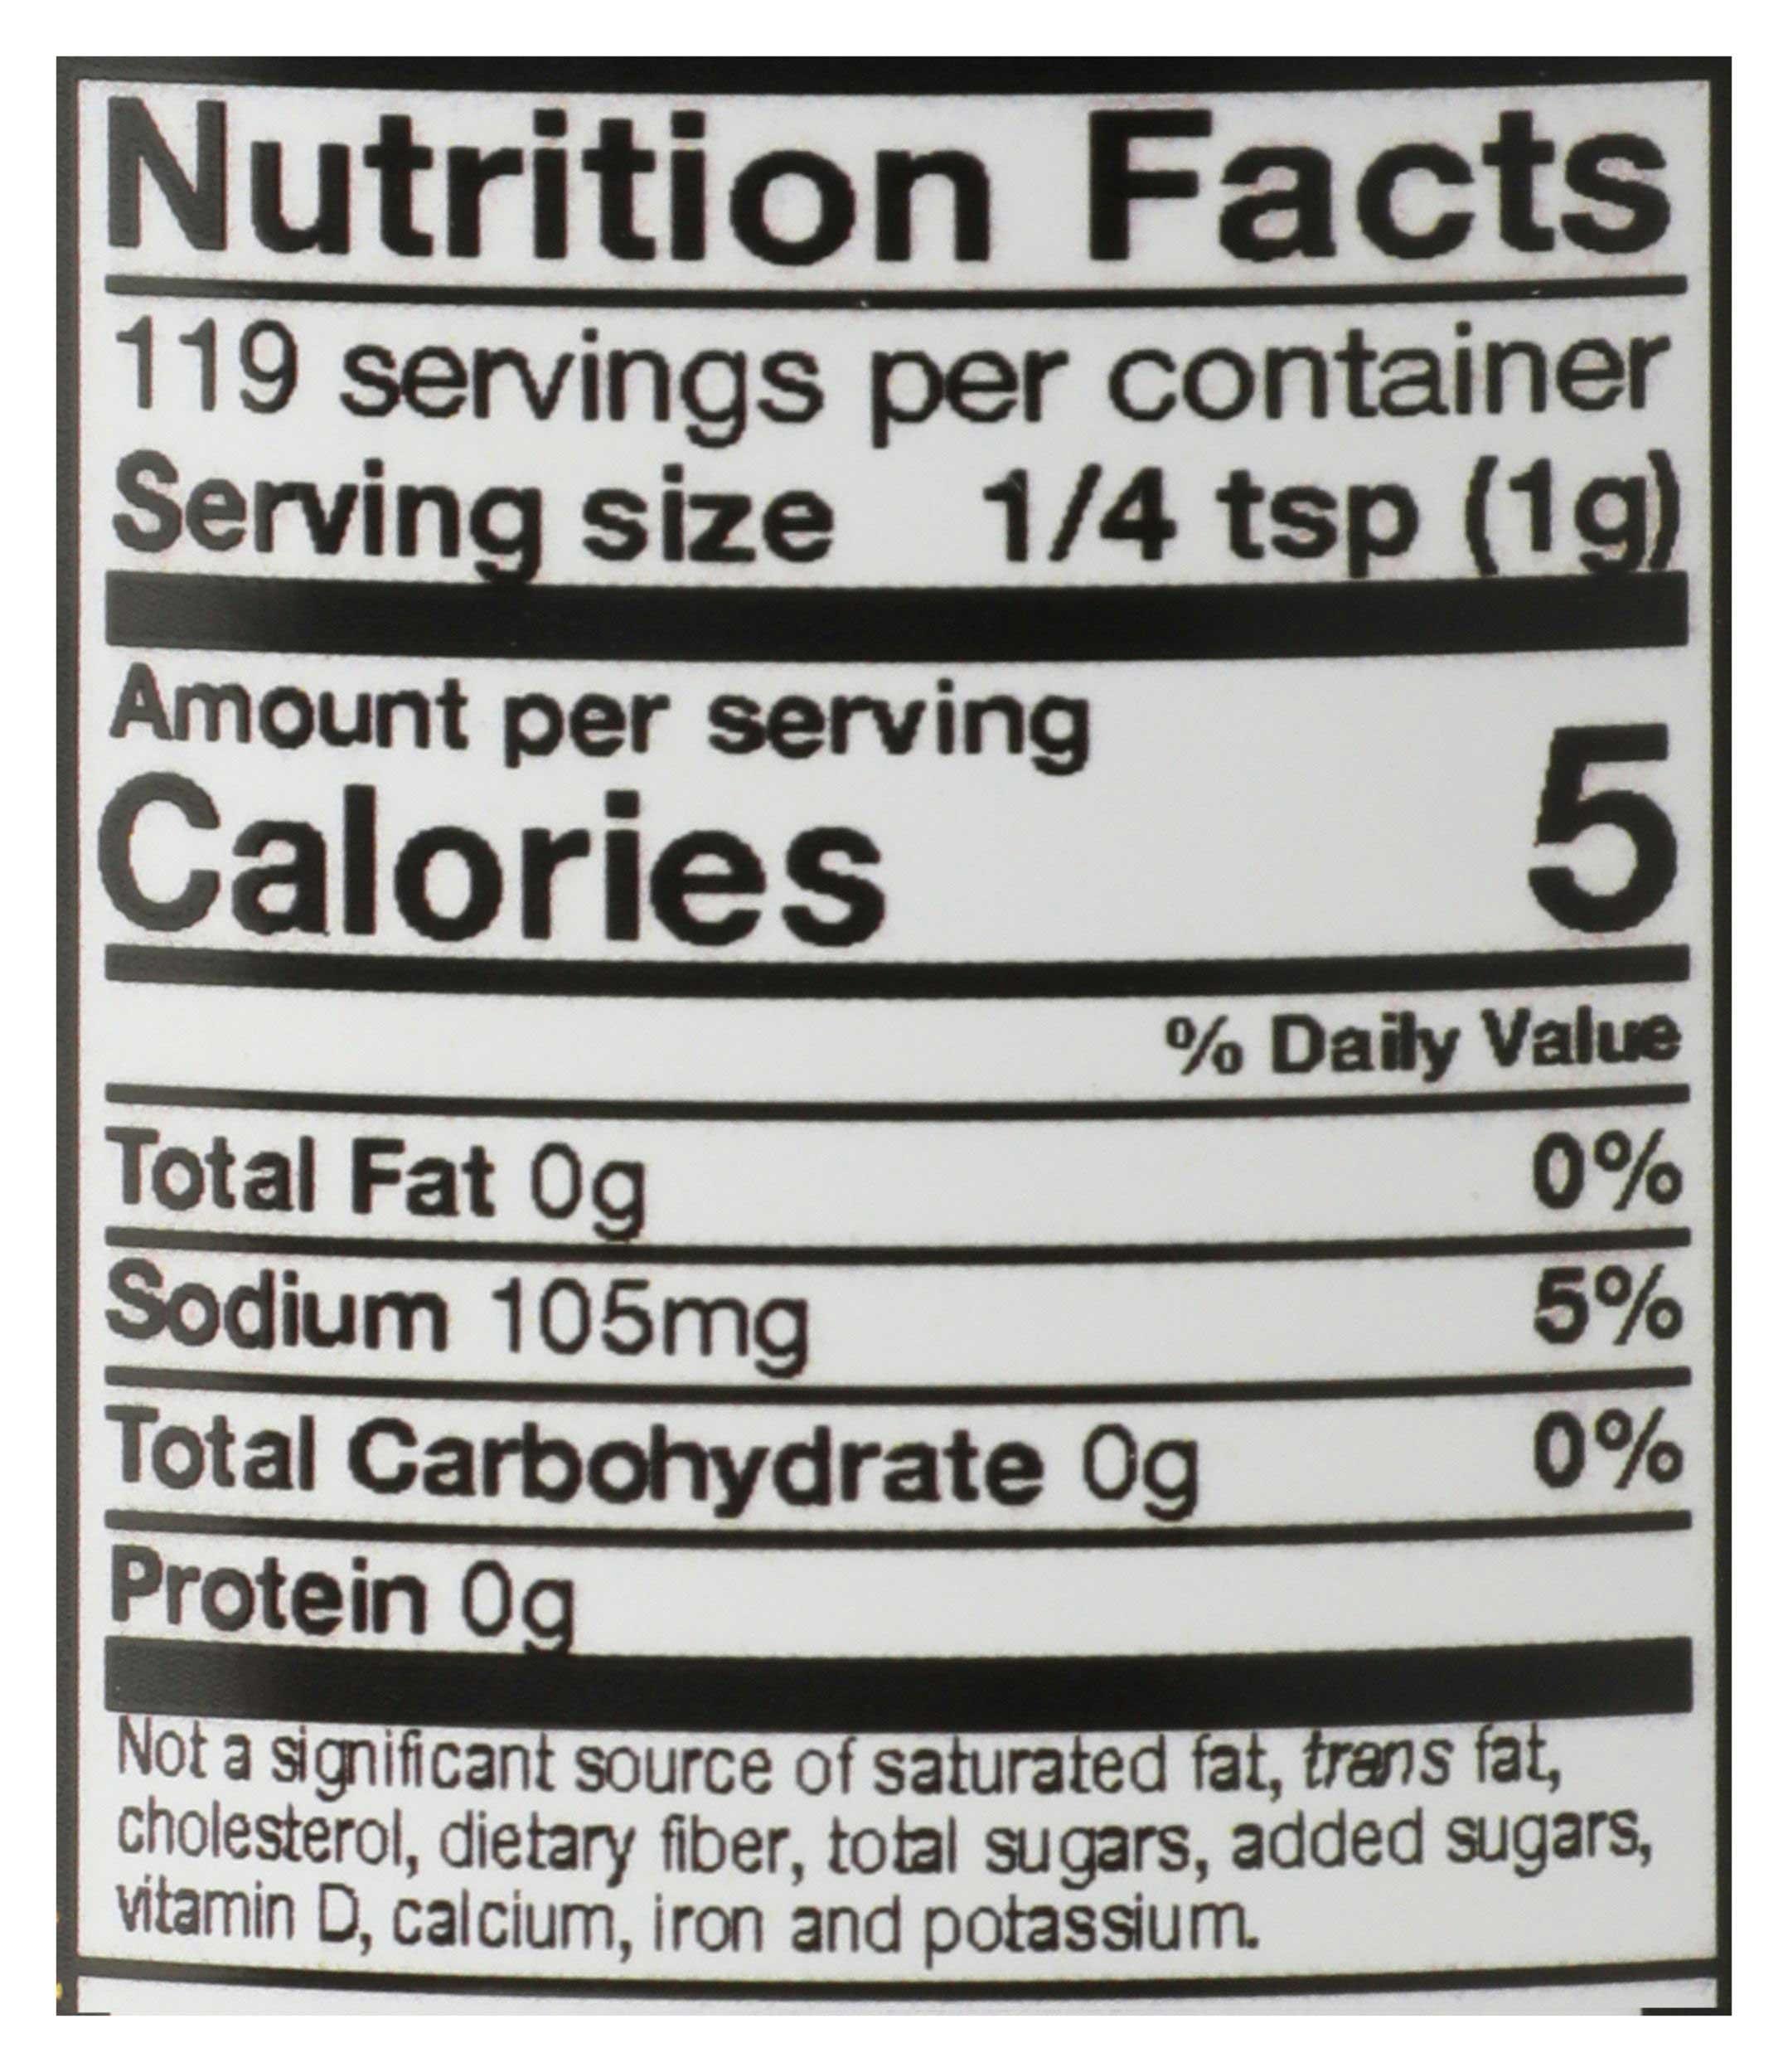 Nutrition Facts
119 servings per container
Serving size 1/4 tsp (1g)
Amount per serving
Calories 5
% Daily Value
Total Fat 0g 0%
Sodium 105mg 5%
Total Carbohydrate 0g 0%
Protein 0g
Not a significant source of saturated fat, trans fat,
cholesterol, dietary fiber, total sugars, added sugars,
vitamin D, calcium, iron and potassium.